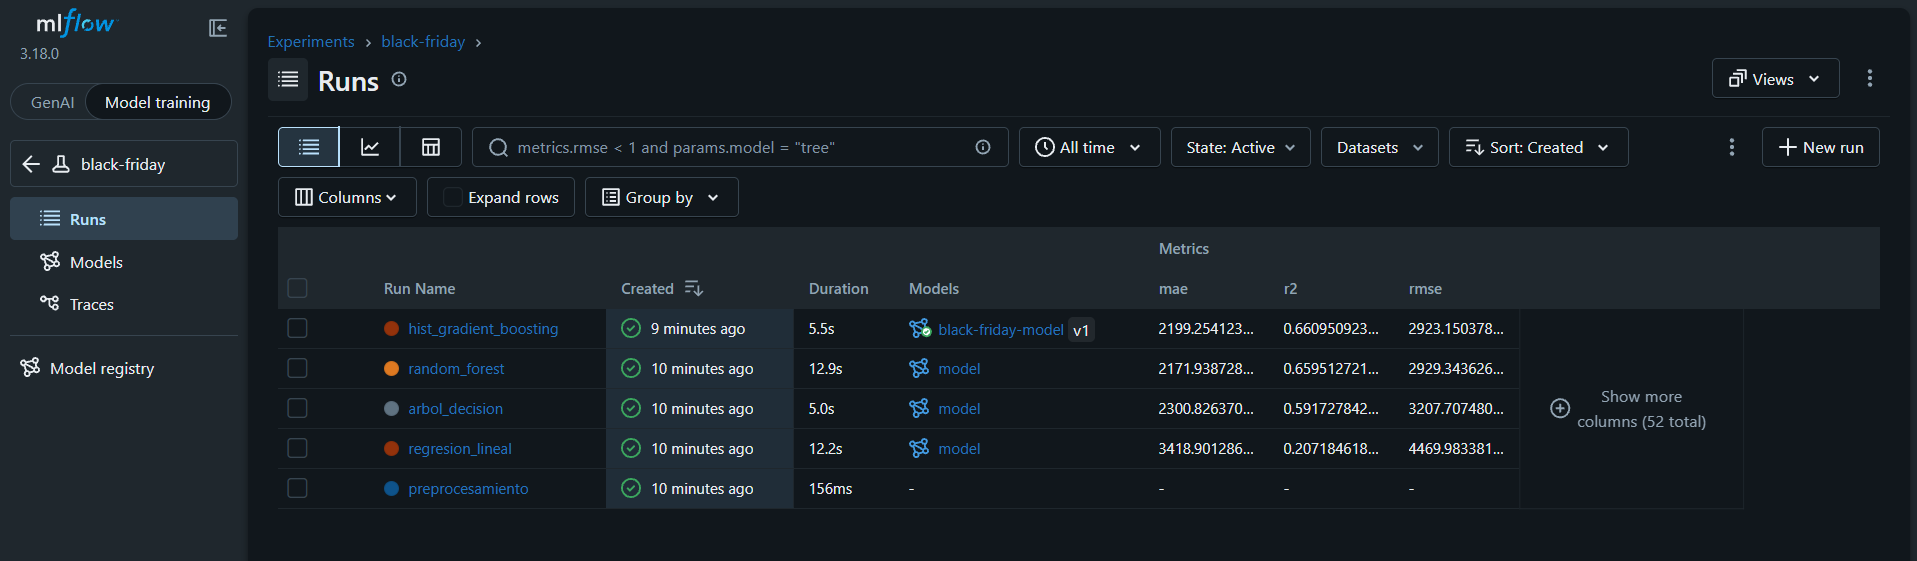 mlflow
3.18.0
GenAI
Model training
black-friday
Runs
Models
Traces
Model registry
Experiments > black-friday >
Runs
Views
metrics.rmse < 1 and params.model = "tree"
All time
State: Active
Datasets
Sort: Created
New run
Columns
Expand rows
Group by
Metrics
Run Name Created Duration Models mae r2 rmse
hist_gradient_boosting 9 minutes ago 5.5s black-friday-model v1 2199.254123... 0.660950923... 2923.150378...
random_forest 10 minutes ago 12.9s model 2171.938728... 0.659512721... 2929.343626...
arbol_decision 10 minutes ago 5.0s model 2300.826370... 0.591727842... 3207.707480...
regresion_lineal 10 minutes ago 12.2s model 3418.901286... 0.207184618... 4469.983381...
preprocesamiento 10 minutes ago 156ms - - - -
Show more
columns (52 total)